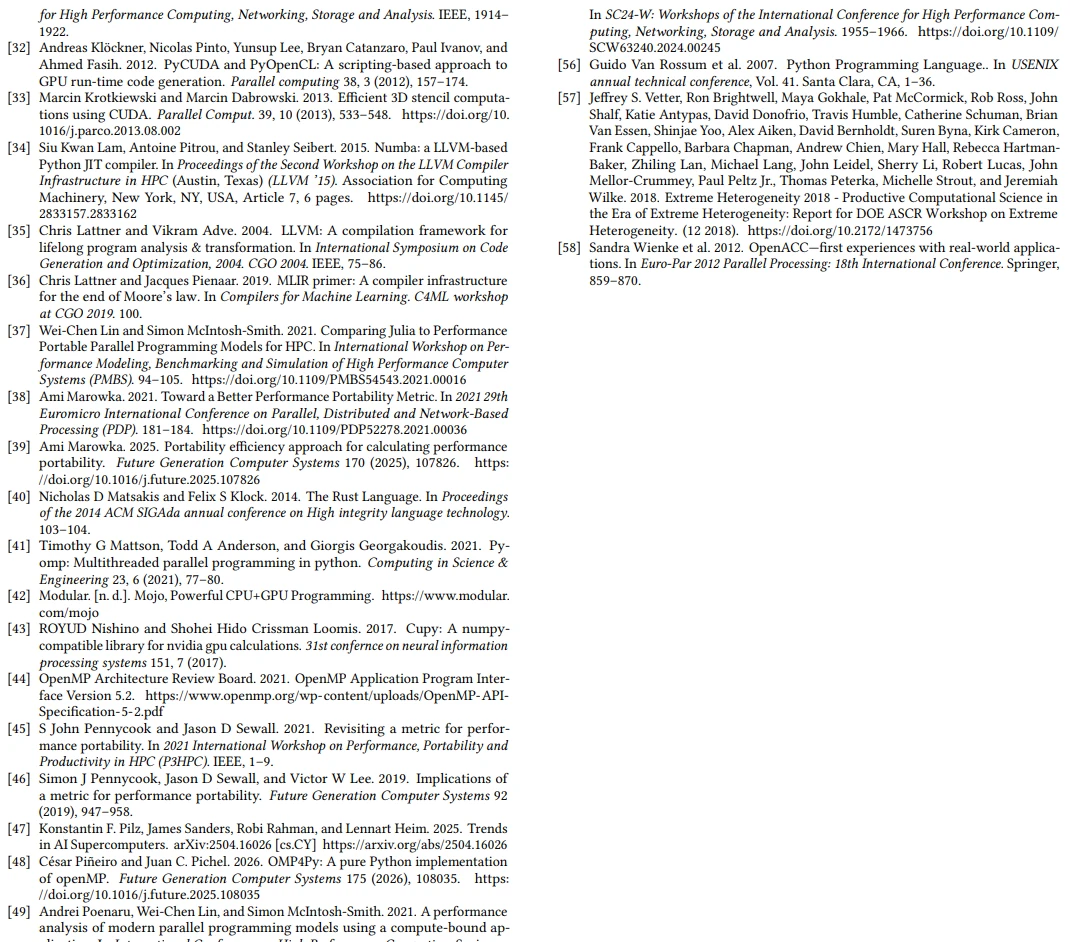 for High Performance Computing, Networking, Storage and Analysis. IEEE, 1914–
1922.
[32] Andreas Klöckner, Nicolas Pinto, Yunsup Lee, Bryan Catanzaro, Paul Ivanov, and
Ahmed Fasih. 2012. PyCUDA and PyOpenCL: A scripting-based approach to
GPU run-time code generation. Parallel computing 38, 3 (2012), 157–174.
[33] Marcin Krotkiewski and Marcin Dabrowski. 2013. Efficient 3D stencil computa-
tions using CUDA. Parallel Comput. 39, 10 (2013), 533–548. https://doi.org/10.
1016/j.parco.2013.08.002
[34] Siu Kwan Lam, Antoine Pitrou, and Stanley Seibert. 2015. Numba: a LLVM-based
Python JIT compiler. In Proceedings of the Second Workshop on the LLVM Compiler
Infrastructure in HPC (Austin, Texas) (LLVM ’15). Association for Computing
Machinery, New York, NY, USA, Article 7, 6 pages. https://doi.org/10.1145/
2833157.2833162
[35] Chris Lattner and Vikram Adve. 2004. LLVM: A compilation framework for
lifelong program analysis & transformation. In International Symposium on Code
Generation and Optimization, 2004. CGO 2004. IEEE, 75–86.
[36] Chris Lattner and Jacques Pienaar. 2019. MLIR primer: A compiler infrastructure
for the end of Moore’s law. In Compilers for Machine Learning. C4ML workshop
at CGO 2019. 100.
[37] Wei-Chen Lin and Simon McIntosh-Smith. 2021. Comparing Julia to Performance
Portable Parallel Programming Models for HPC. In International Workshop on Per-
formance Modeling, Benchmarking and Simulation of High Performance Computer
Systems (PMBS). 94–105. https://doi.org/10.1109/PMBS54543.2021.00016
[38] Ami Marowka. 2021. Toward a Better Performance Portability Metric. In 2021 29th
Euromicro International Conference on Parallel, Distributed and Network-Based
Processing (PDP). 181–184. https://doi.org/10.1109/PDP52278.2021.00036
[39] Ami Marowka. 2025. Portability efficiency approach for calculating performance
portability. Future Generation Computer Systems 170 (2025), 107826. https:
//doi.org/10.1016/j.future.2025.107826
[40] Nicholas D Matsakis and Felix S Klock. 2014. The Rust Language. In Proceedings
of the 2014 ACM SIGAda annual conference on High integrity language technology.
103–104.
[41] Timothy G Mattson, Todd A Anderson, and Giorgis Georgakoudis. 2021. Py-
omp: Multithreaded parallel programming in python. Computing in Science &
Engineering 23, 6 (2021), 77–80.
[42] Modular. [n. d.]. Mojo, Powerful CPU+GPU Programming. https://www.modular.
com/mojo
[43] ROYUD Nishino and Shohei Hido Crissman Loomis. 2017. Cupy: A numpy-
compatible library for nvidia gpu calculations. 31st confernce on neural information
processing systems 151, 7 (2017).
[44] OpenMP Architecture Review Board. 2021. OpenMP Application Program Inter-
face Version 5.2. https://www.openmp.org/wp-content/uploads/OpenMP-API-
Specification-5-2.pdf
[45] S John Pennycook and Jason D Sewall. 2021. Revisiting a metric for perfor-
mance portability. In 2021 International Workshop on Performance, Portability and
Productivity in HPC (P3HPC). IEEE, 1–9.
[46] Simon J Pennycook, Jason D Sewall, and Victor W Lee. 2019. Implications of
a metric for performance portability. Future Generation Computer Systems 92
(2019), 947–958.
[47] Konstantin F. Pilz, James Sanders, Robi Rahman, and Lennart Heim. 2025. Trends
in AI Supercomputers. arXiv:2504.16026 [cs.CY] https://arxiv.org/abs/2504.16026
[48] César Piñeiro and Juan C. Pichel. 2026. OMP4Py: A pure Python implementation
of openMP. Future Generation Computer Systems 175 (2026), 108035. https:
//doi.org/10.1016/j.future.2025.108035
[49] Andrei Poenaru, Wei-Chen Lin, and Simon McIntosh-Smith. 2021. A performance
analysis of modern parallel programming models using a compute-bound ap-
In SC24-W: Workshops of the International Conference for High Performance Com-
puting, Networking, Storage and Analysis. 1955–1966. https://doi.org/10.1109/
SCW63240.2024.00245
[56] Guido Van Rossum et al. 2007. Python Programming Language.. In USENIX
annual technical conference, Vol. 41. Santa Clara, CA, 1–36.
[57] Jeffrey S. Vetter, Ron Brightwell, Maya Gokhale, Pat McCormick, Rob Ross, John
Shalf, Katie Antypas, David Donofrio, Travis Humble, Catherine Schuman, Brian
Van Essen, Shinjae Yoo, Alex Aiken, David Bernholdt, Suren Byna, Kirk Cameron,
Frank Cappello, Barbara Chapman, Andrew Chien, Mary Hall, Rebecca Hartman-
Baker, Zhiling Lan, Michael Lang, John Leidel, Sherry Li, Robert Lucas, John
Mellor-Crummey, Paul Peltz Jr., Thomas Peterka, Michelle Strout, and Jeremiah
Wilke. 2018. Extreme Heterogeneity 2018 - Productive Computational Science in
the Era of Extreme Heterogeneity: Report for DOE ASCR Workshop on Extreme
Heterogeneity. (12 2018). https://doi.org/10.2172/1473756
[58] Sandra Wienke et al. 2012. OpenACC—first experiences with real-world applica-
tions. In Euro-Par 2012 Parallel Processing: 18th International Conference. Springer,
859–870.